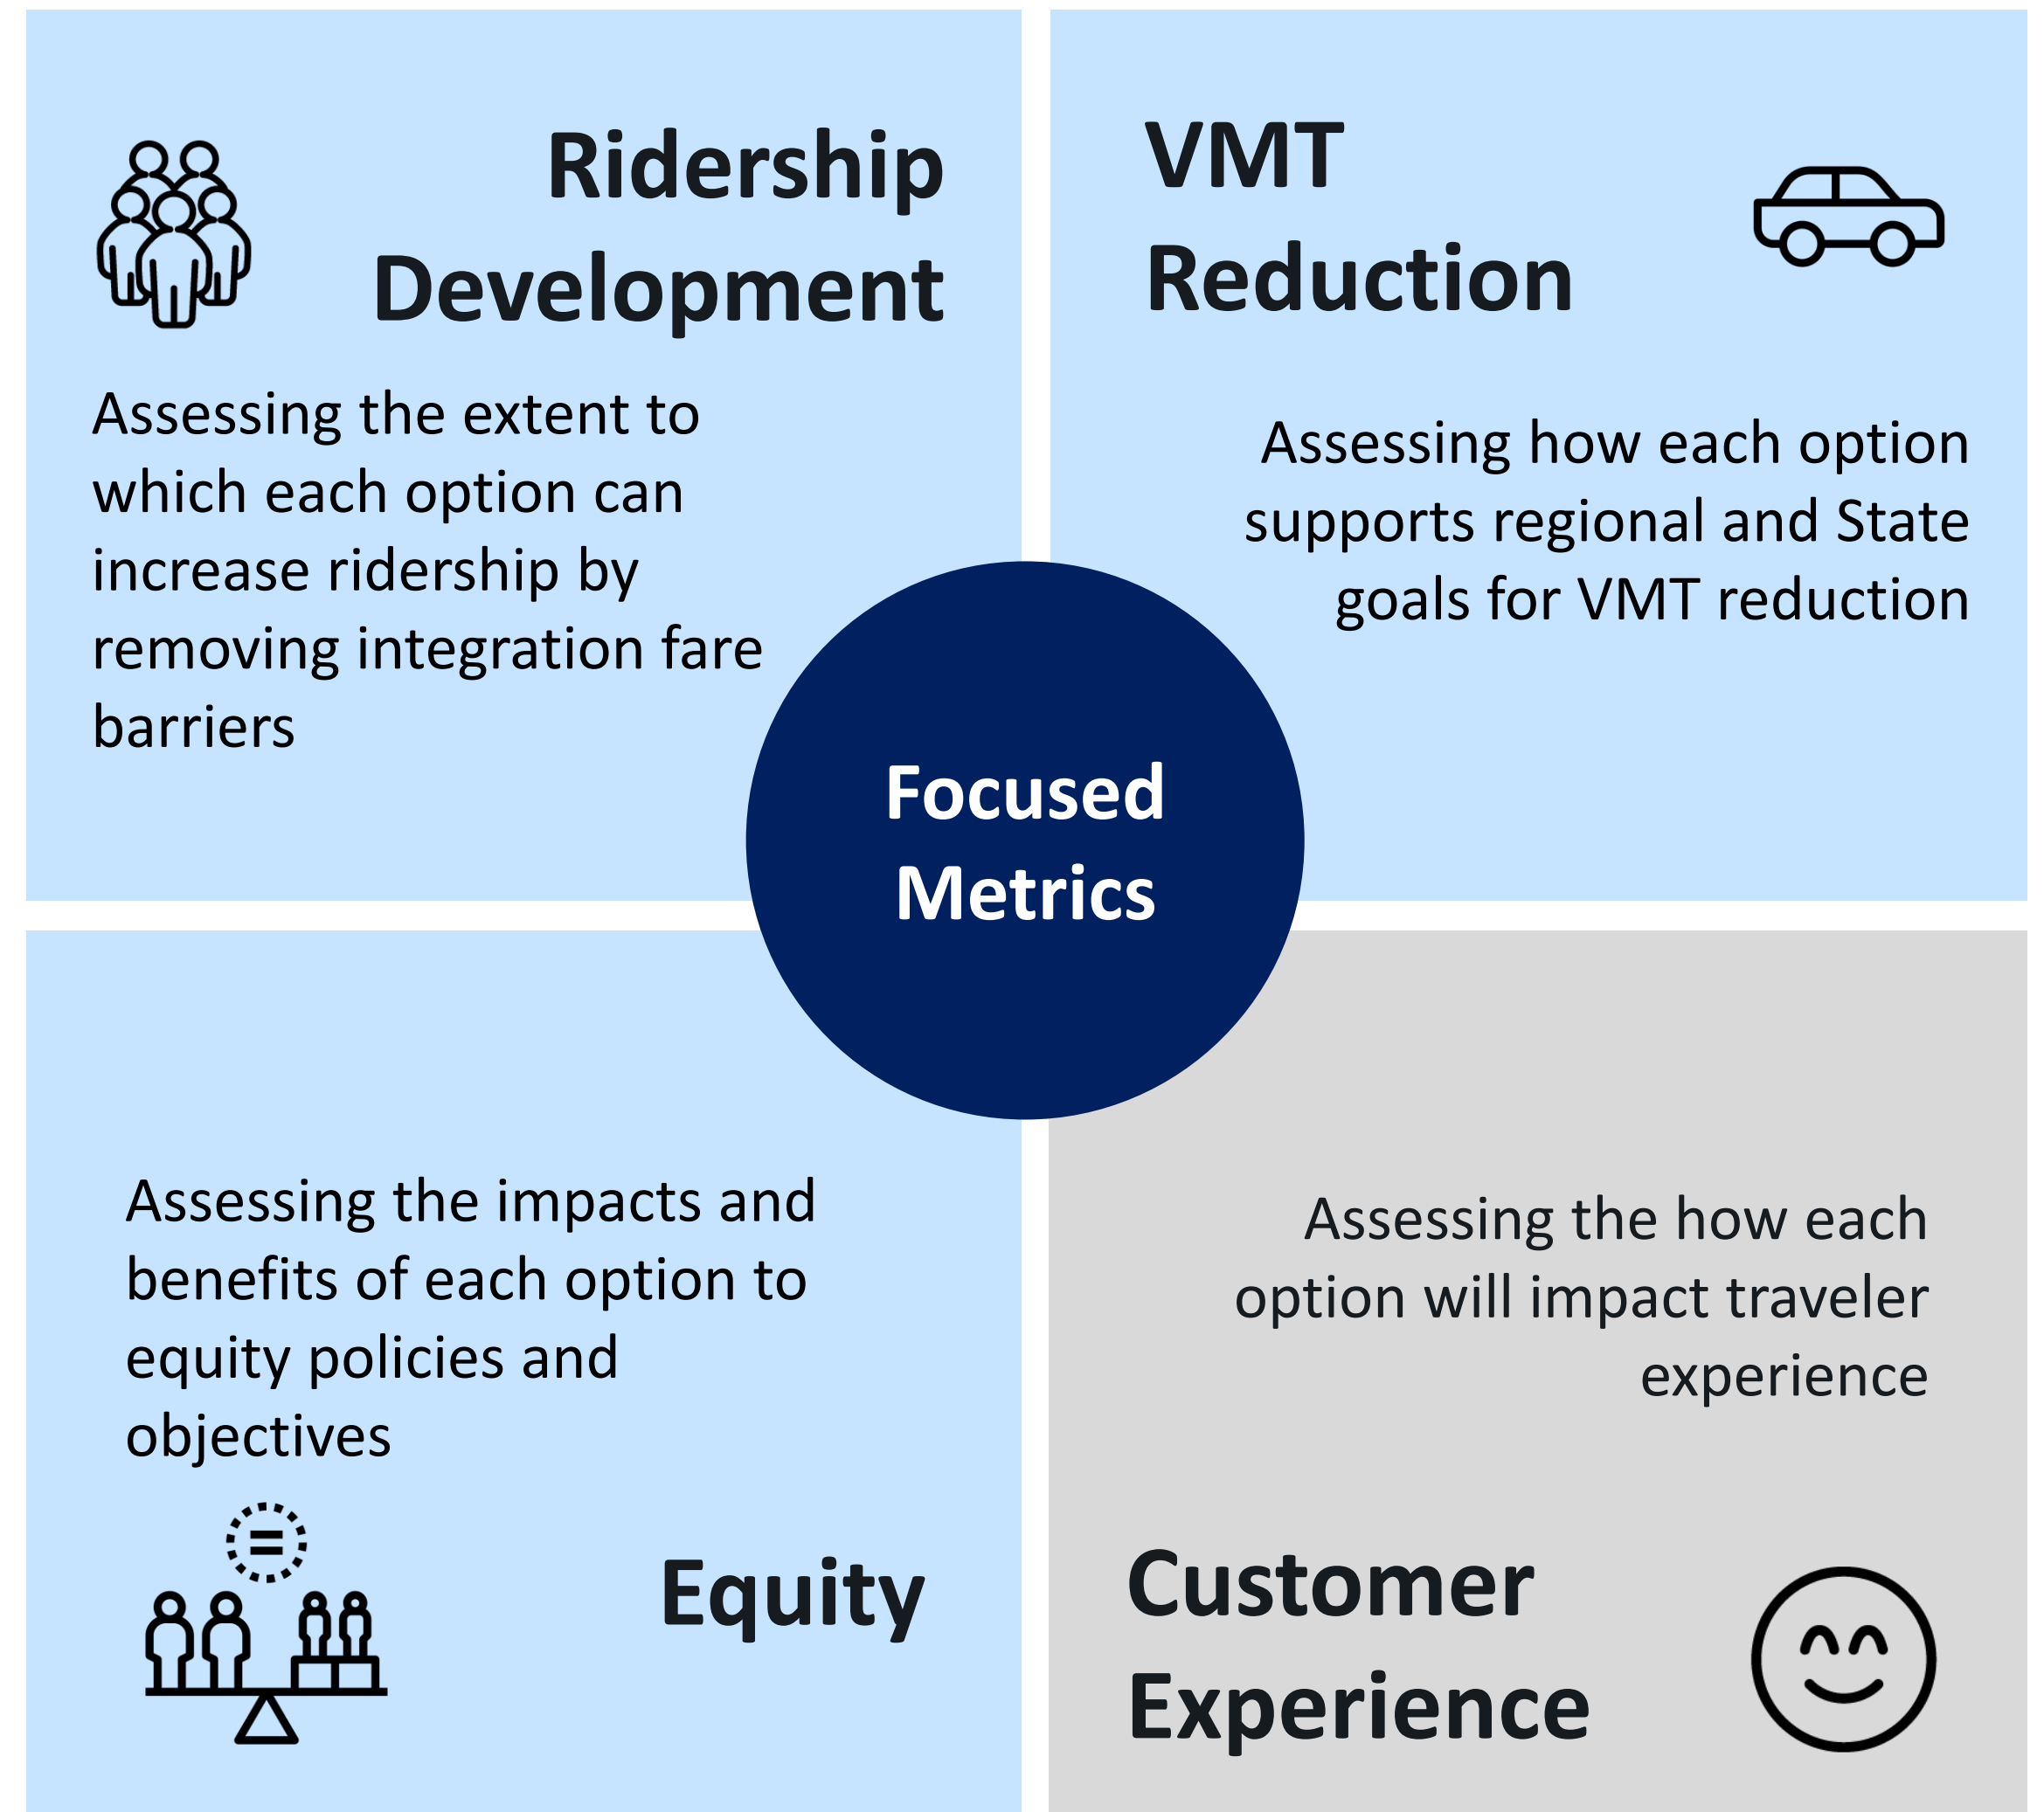 Ridership
Development
Assessing the extent to
which each option can
increase ridership by
removing integration fare
barriers
VMT
Reduction
Assessing how each option
supports regional and State
goals for VMT reduction
Focused
Metrics
Assessing the impacts and
benefits of each option to
equity policies and
objectives
=
Equity
Assessing the how each
option will impact traveler
experience
Customer
Experience